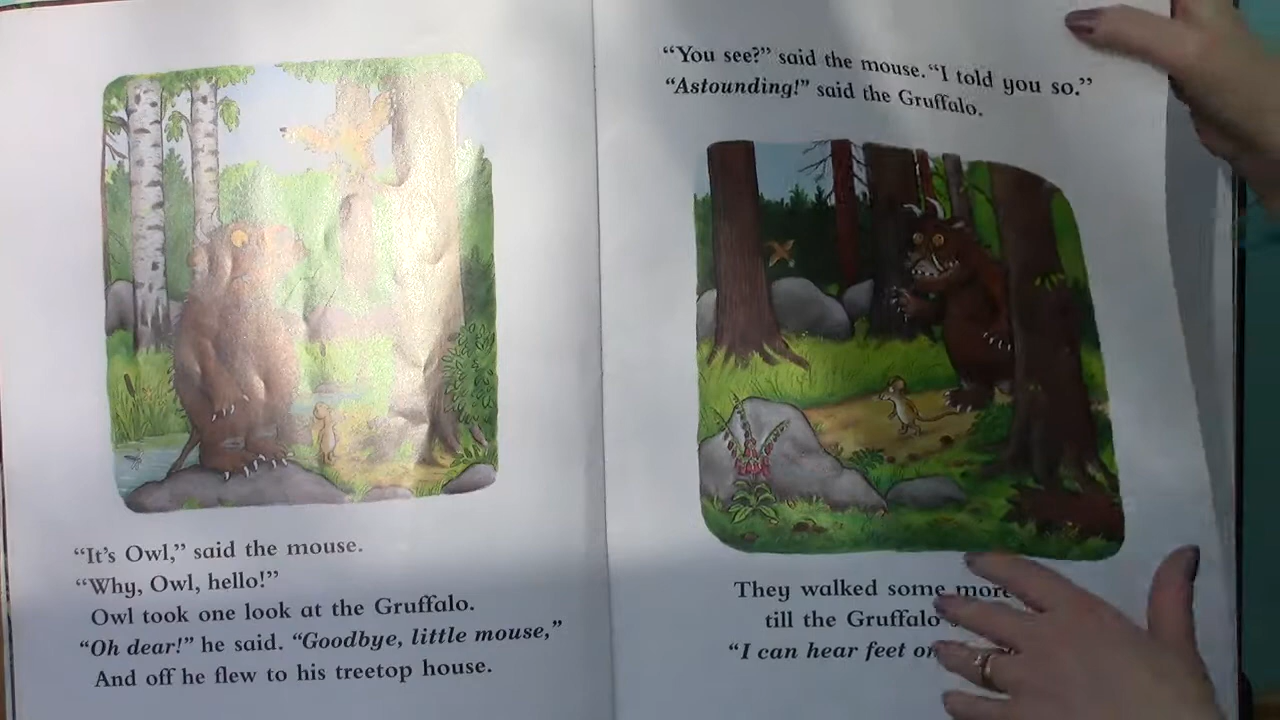 “It’s Owl,” said the mouse.
“Why, Owl, hello!”
Owl took one look at the Gruffalo.
“Oh dear!” he said. “Goodbye, little mouse,”
And off he flew to his treetop house.
“You see?” said the mouse. “I told you so.”
“Astounding!” said the Gruffalo.
They walked some more
till the Gruffalo
“I can hear feet